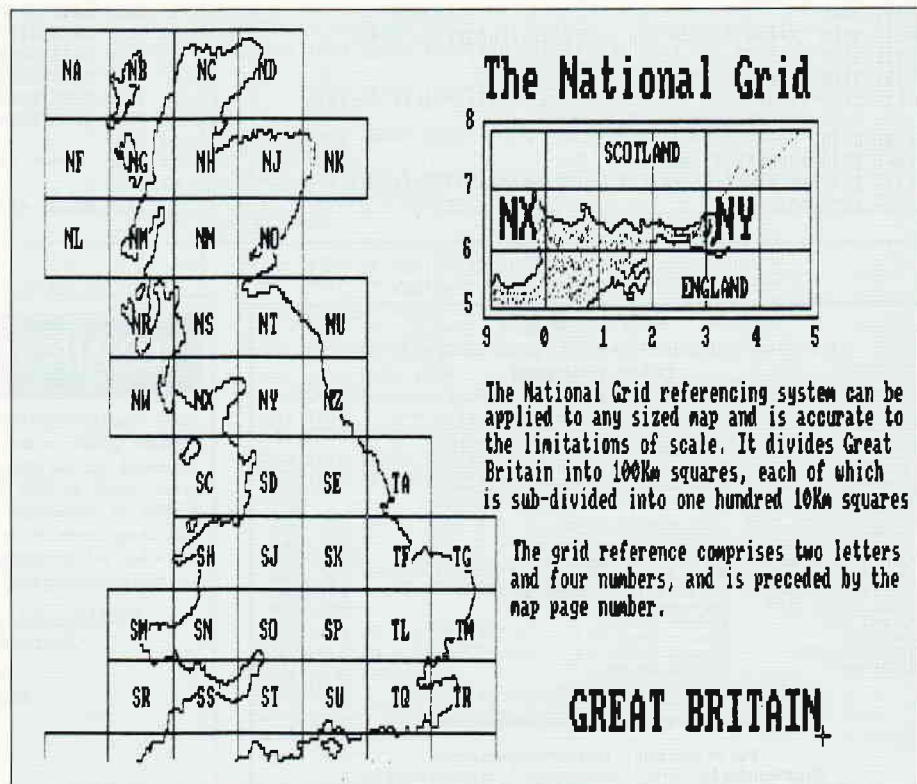 NA NB NC ND
NF NG NH NJ NK
NL NM NN NO
NR NS NT NU
NW NX NY NZ
SC SD SE TA
SH SJ SK TF TG
SM SN SO SP TL TM
SR SS ST SU TQ TR
The National Grid
8
SCOTLAND
7
NX NY
6
ENGLAND
5
9 0 1 2 3 4 5
The National Grid referencing system can be
applied to any sized map and is accurate to
the limitations of scale. It divides Great
Britain into 100Km squares, each of which
is sub-divided into one hundred 10Km squares
The grid reference comprises two letters
and four numbers, and is preceded by the
map page number.
GREAT BRITAIN